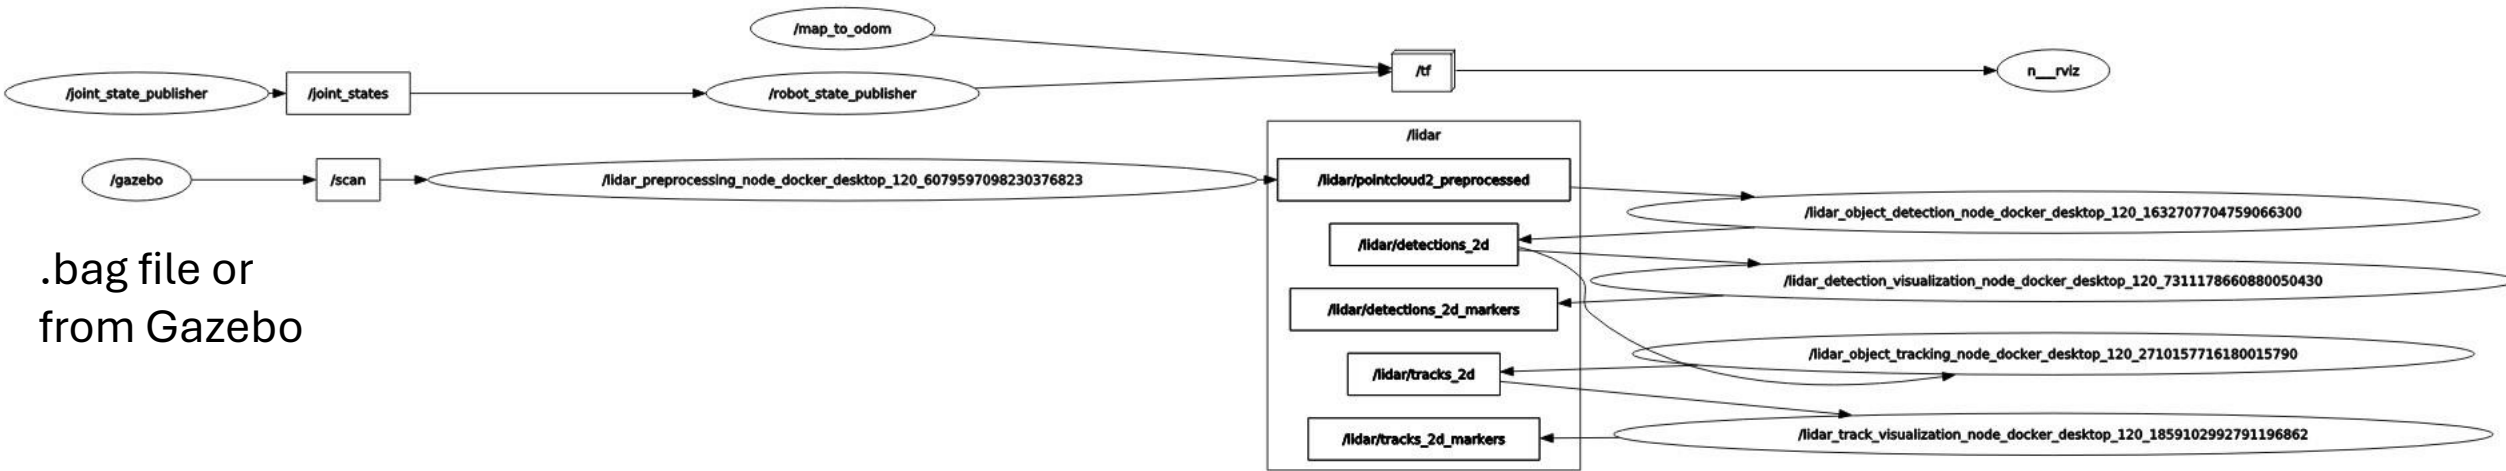 /map_to_odom
/joint_state_publisher
/joint_states
/robot_state_publisher
/tf
n___rviz
/lidar
/gazebo
/scan
/lidar_preprocessing_node_docker_desktop_120_6079597098230376823
/lidar/pointcloud2_preprocessed
/lidar_object_detection_node_docker_desktop_120_1632707704759066300
/lidar/detections_2d
/lidar_detection_visualization_node_docker_desktop_120_7311178660880050430
/lidar/detections_2d_markers
/lidar_object_tracking_node_docker_desktop_120_2710157716180015790
/lidar/tracks_2d
/lidar_track_visualization_node_docker_desktop_120_1859102992791196862
/lidar/tracks_2d_markers
.bag file or
from Gazebo